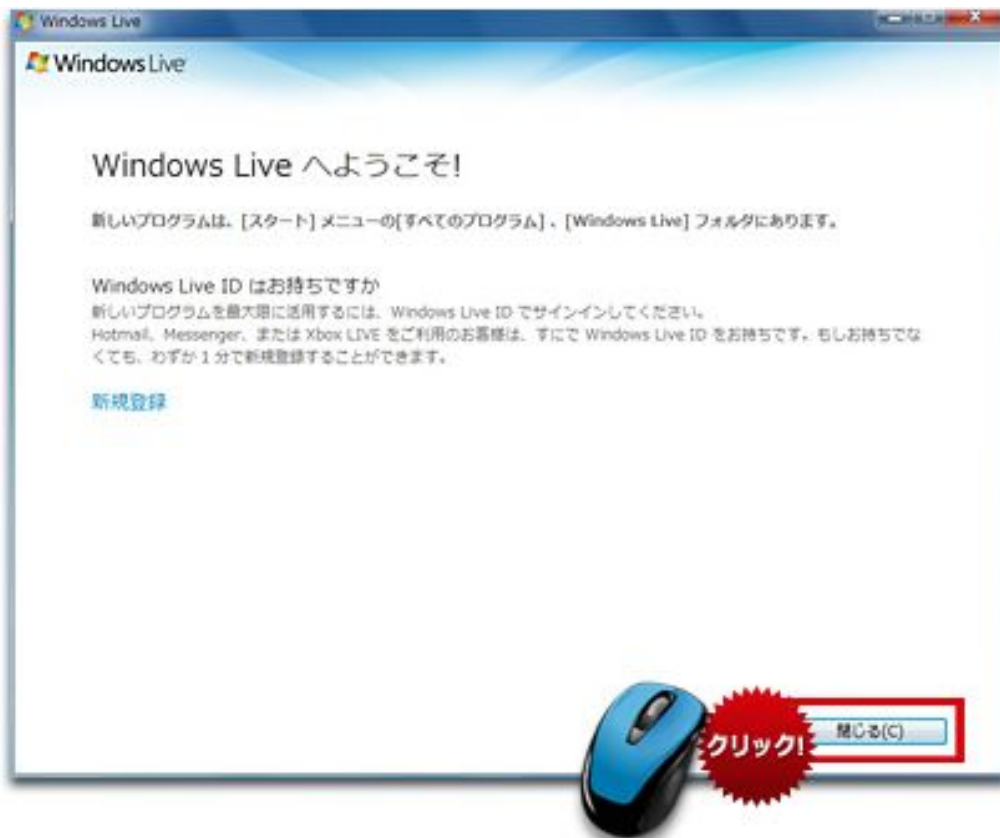 Windows Live
Windows Live
Windows Live へようこそ!
新しいプログラムは、[スタート] メニューの[すべてのプログラム]、[Windows Live] フォルダにあります。
Windows Live ID はお持ちですか
新しいプログラムを最大限に活用するには、Windows Live ID でサインインしてください。
Hotmail、Messenger、または Xbox LIVE をご利用のお客様は、すでに Windows Live ID をお持ちです。もしお持ちでな
くても、わずか 1 分で新規登録することができます。
新規登録
クリック!
閉じる(C)